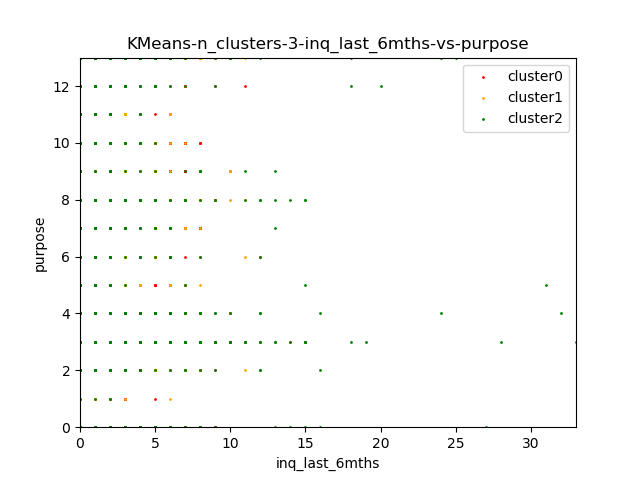 KMeans-n_clusters-3-inq_last_6mths-vs-purpose
cluster0
cluster1
cluster2
12
10
8
6
4
2
0
purpose
0 5 10 15 20 25 30
inq_last_6mths